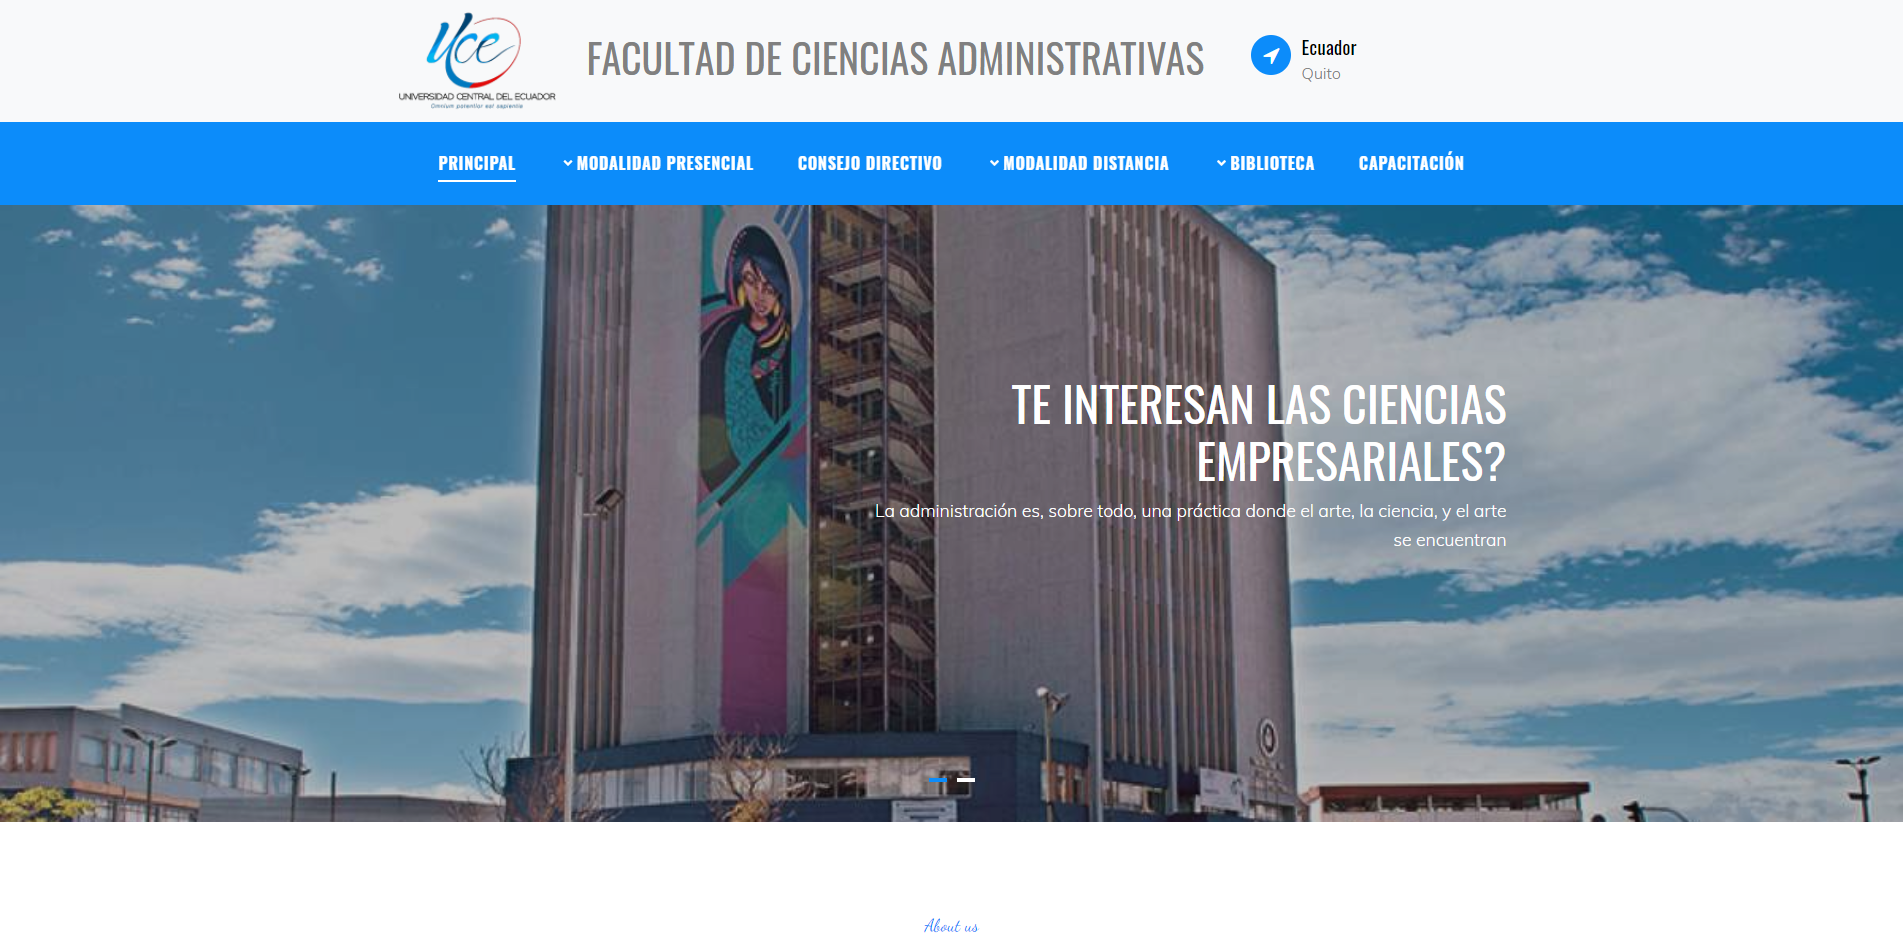 Uce
UNIVERSIDAD CENTRAL DEL ECUADOR
Omnium potentior est sapientia
FACULTAD DE CIENCIAS ADMINISTRATIVAS
Ecuador
Quito
PRINCIPAL
MODALIDAD PRESENCIAL
CONSEJO DIRECTIVO
MODALIDAD DISTANCIA
BIBLIOTECA
CAPACITACIÓN
TE INTERESAN LAS CIENCIAS
EMPRESARIALES?
La administración es, sobre todo, una práctica donde el arte, la ciencia, y el arte
se encuentran
About us